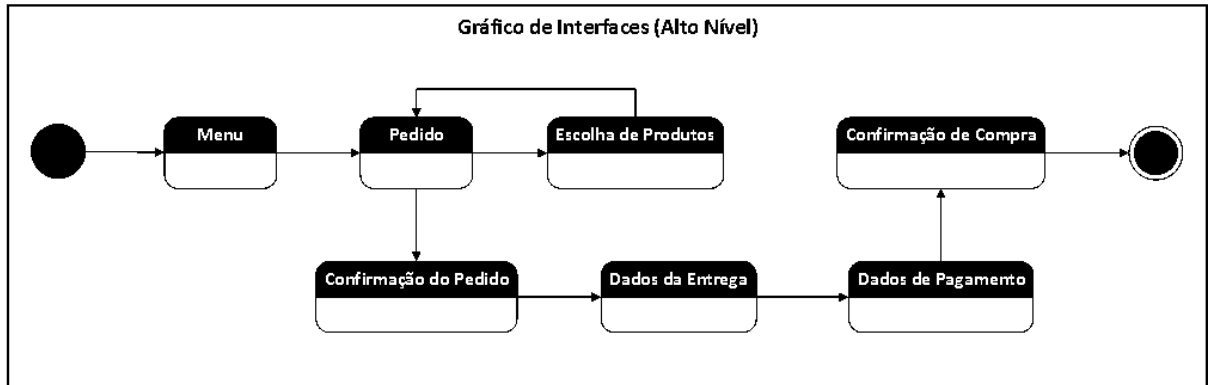 Gráfico de Interfaces (Alto Nível)
Menu
Pedido
Escolha de Produtos
Confirmação de Compra
Confirmação do Pedido
Dados da Entrega
Dados de Pagamento